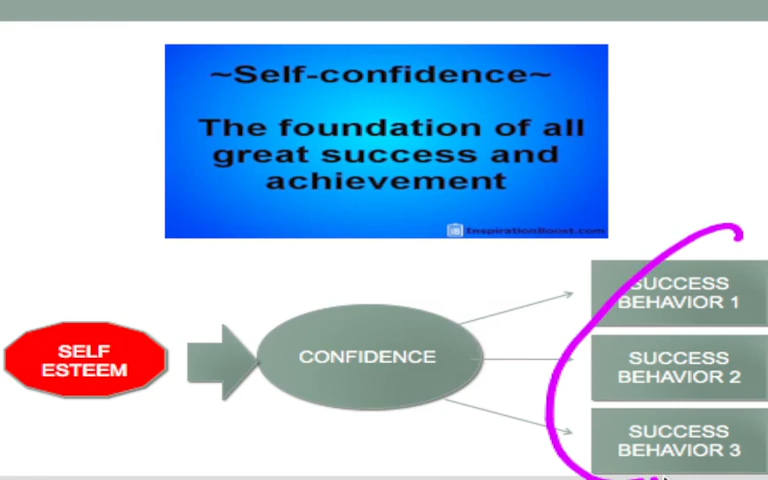 ~Self-confidence~
The foundation of all
great success and
achievement
InspirationBoost.com
SELF
ESTEEM
CONFIDENCE
SUCCESS
BEHAVIOR 1
SUCCESS
BEHAVIOR 2
SUCCESS
BEHAVIOR 3